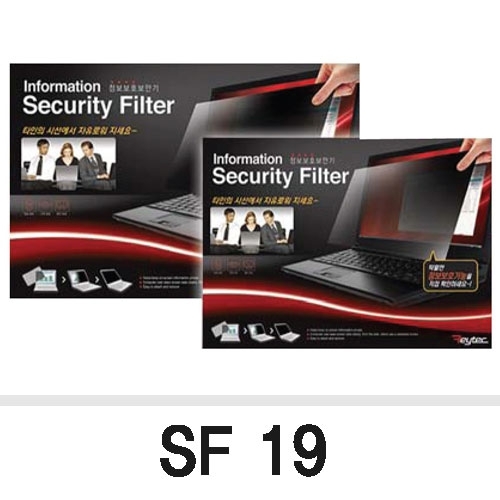 Information 정보보호보안기
Security Filter
타인의 시선에서 자유로워 지세요~
Information 정보보호보안기
Security Filter
타인의 시선에서 자유로워 지세요~
특별한
정보보호기능을
직접 확인하세요~!
Reytec
SF 19